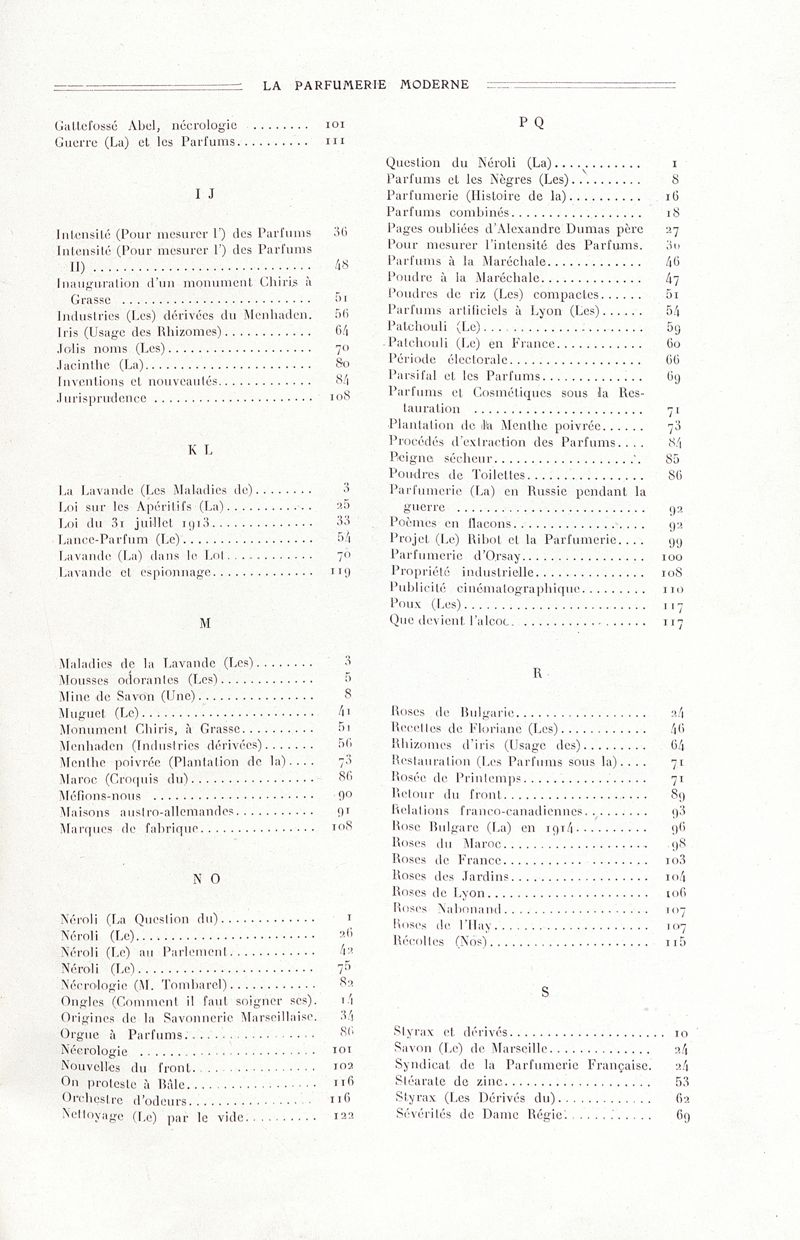 LA PARFUMERIE MODERNE
Gattefossé Abel, nécrologie ........ 101
Guerre (La) et les Parfums.......... 111
I J
Intensité (Pour mesurer l') des Parfums 36
Intensité (Pour mesurer l') des Parfums
II) ............................. 48
Inauguration d'un monument Chiris à
Grasse .......................... 51
Industries (Les) dérivées du Menhaden. 56
Iris (Usage des Rhizomes)............ 64
Jolis noms (Les)................... 70
Jacinthe (La)...................... 80
Inventions et nouveautés............. 84
Jurisprudence ...................... 108
K L
La Lavande (Les Maladies de)........ 3
Loi sur les Apéritifs (La)............ 25
Loi du 31 juillet 1913.............. 33
Lance-Parfum (Le)................. 54
Lavande (La) dans le Lot............ 70
Lavande et espionnage.............. 119
M
Maladies de la Lavande (Les)........ 3
Mousses odorantes (Les)............. 5
Mine de Savon (Une)................ 8
Muguet (Le)....................... 41
Monument Chiris, à Grasse.......... 51
Menhaden (Industries dérivées)....... 56
Menthe poivrée (Plantation de la).... 73
Maroc (Croquis du)................. 86
Méfions-nous ...................... 90
Maisons austro-allemandes........... 91
Marques de fabrique................ 108
N O
Néroli (La Question du)............. 1
Néroli (Le)........................ 26
Néroli (Le) au Parlement............ 42
Néroli (Le)........................ 75
Nécrologie (M. Tombarel)............ 82
Ongles (Comment il faut soigner ses). 14
Origines de la Savonnerie Marseillaise. 34
Orgue à Parfums.................. 86
Nécrologie ........................ 101
Nouvelles du front................. 102
On proteste à Bâle.................. 116
Orchestre d'odeurs................. 116
Nettoyage (Le) par le vide.......... 122
P Q
Question du Néroli (La)............ 1
Parfums et les Nègres (Les).......... 8
Parfumerie (Histoire de la).......... 16
Parfums combinés.................. 18
Pages oubliées d'Alexandre Dumas père 27
Pour mesurer l'intensité des Parfums. 30
Parfums à la Maréchale............. 46
Poudre à la Maréchale.............. 47
Poudres de riz (Les) compactes...... 51
Parfums artificiels à Lyon (Les)...... 54
Patchouli (Le)...................... 59
Patchouli (Le) en France............ 60
Période électorale.................. 66
Parsifal et les Parfums.............. 69
Parfums et Cosmétiques sous la Res-
tauration ....................... 71
Plantation de la Menthe poivrée...... 73
Procédés d'extraction des Parfums.... 84
Peigne sécheur.................... 85
Poudres de Toilettes................ 86
Parfumerie (La) en Russie pendant la
guerre .......................... 92
Poèmes en flacons.................. 92
Projet (Le) Ribot et la Parfumerie.... 99
Parfumerie d'Orsay................. 100
Propriété industrielle............... 108
Publicité cinématographique......... 110
Poux (Les)......................... 117
Que devient l'alcool. ................. 117
R
Roses de Bulgarie.................. 24
Recettes de Floriane (Les)............ 46
Rhizomes d'iris (Usage des)......... 64
Restauration (Les Parfums sous la).... 71
Rosée de Printemps................. 71
Retour du front.................... 89
Relations franco-canadiennes......... 93
Rose Bulgare (La) en 1914.......... 96
Roses du Maroc.................... 98
Roses de France.................... 103
Roses des Jardins................... 104
Roses de Lyon...................... 106
Roses Nabonnand.................... 107
Roses de l'Hay..................... 107
Récoltes (Nos)...................... 115
S
Styrax et dérivés..................... 10
Savon (Le) de Marseille.............. 24
Syndicat de la Parfumerie Française. 24
Stéarate de zinc.................... 53
Styrax (Les Dérivés du)............. 62
Sévérités de Dame Régie............ 69